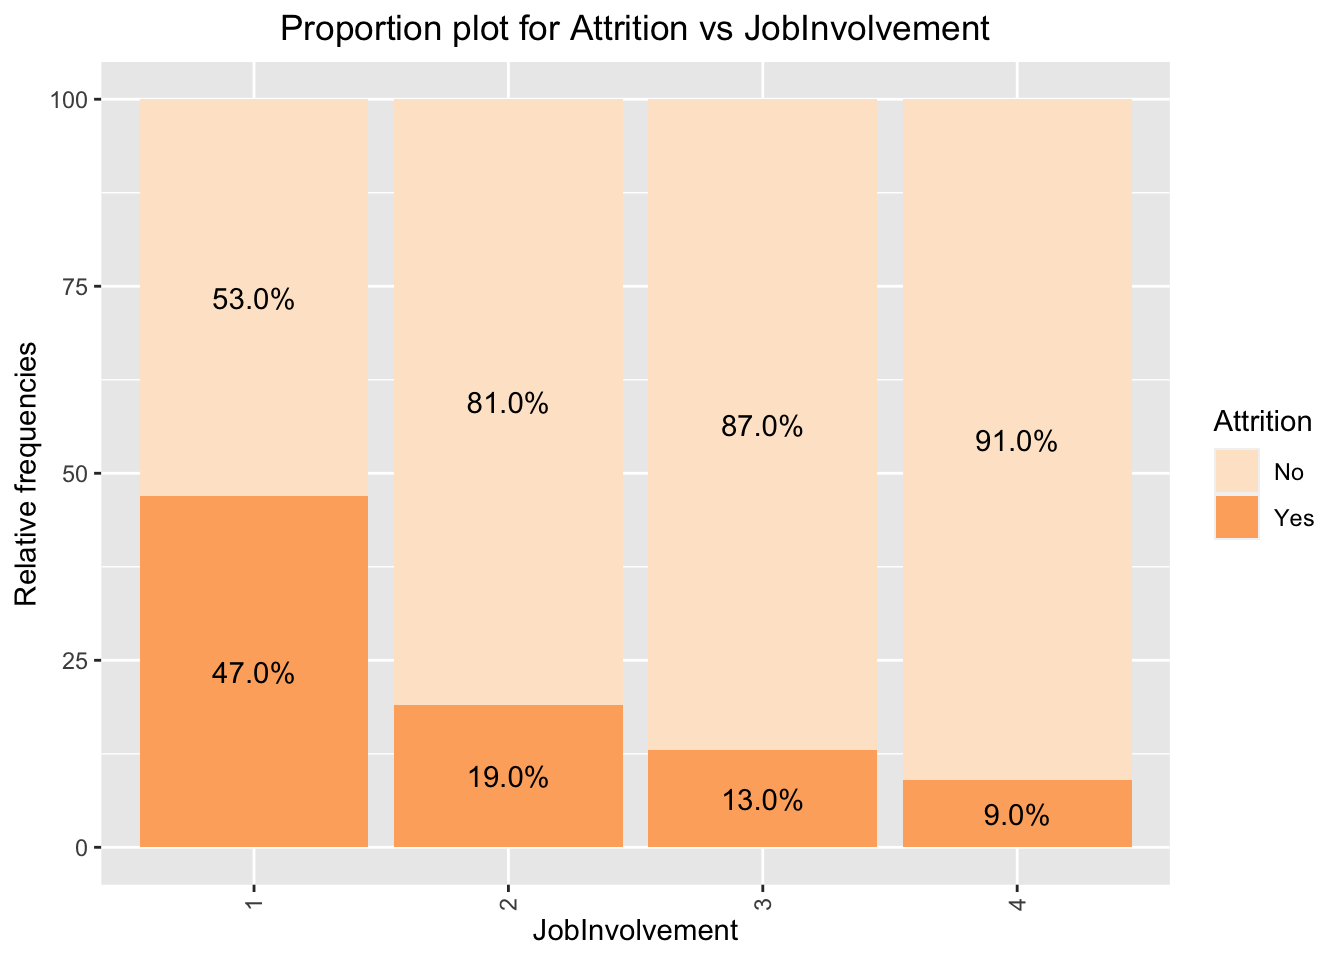 Proportion plot for Attrition vs JobInvolvement
Relative frequencies
100
75
50
25
0
53.0%
81.0%
87.0%
91.0%
47.0%
19.0%
13.0%
9.0%
1
2
3
4
JobInvolvement
Attrition
No
Yes